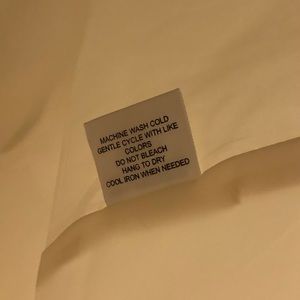 MACHINE WASH COLD
GENTLE CYCLE WITH LIKE
COLORS
DO NOT BLEACH
HANG TO DRY
COOL IRON WHEN NEEDED